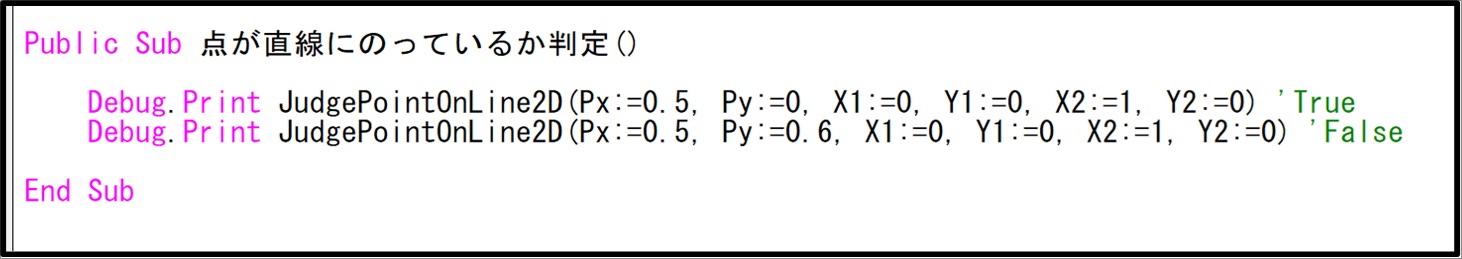 Public Sub 点が直線にのっているか判定()
Debug.Print JudgePointOnLine2D(Px:=0.5, Py:=0, X1:=0, Y1:=0, X2:=1, Y2:=0) 'True
Debug.Print JudgePointOnLine2D(Px:=0.5, Py:=0.6, X1:=0, Y1:=0, X2:=1, Y2:=0) 'False
End Sub